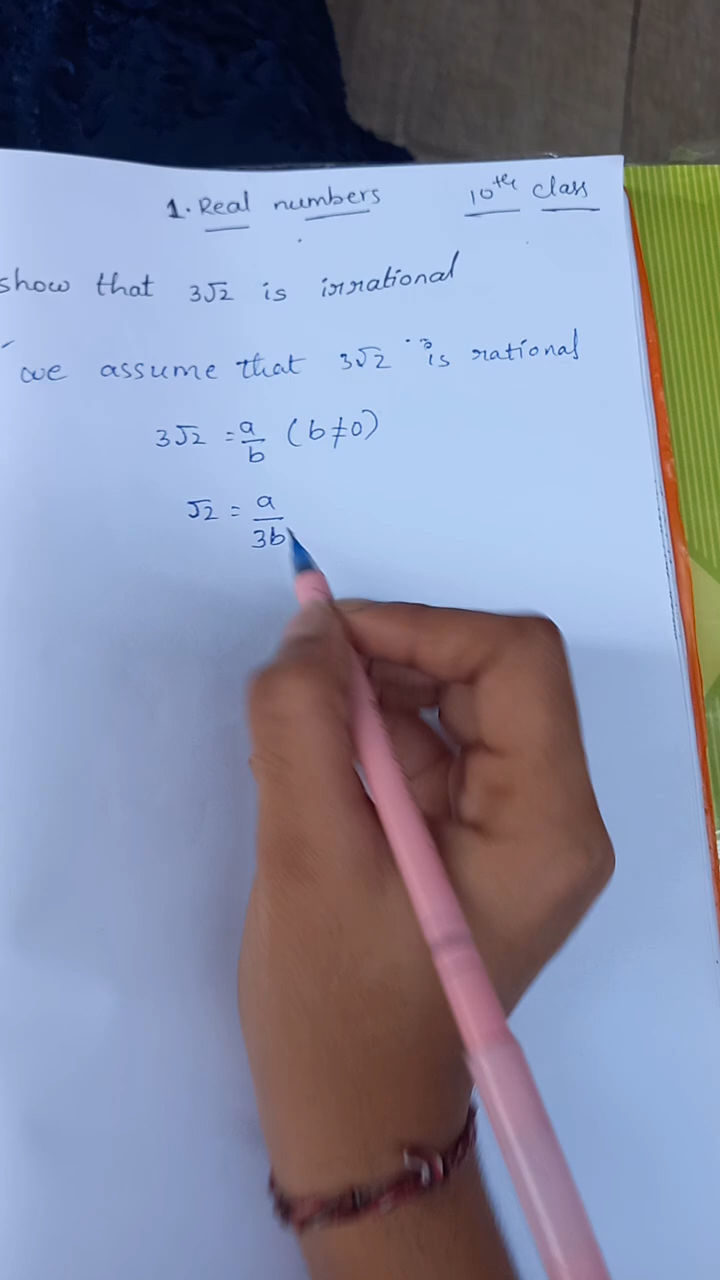 1. Real numbers 10th class
show that 3√2 is irrational
we assume that 3√2 is rational
3√2 = a/b (b≠0)
√2 = a/3b